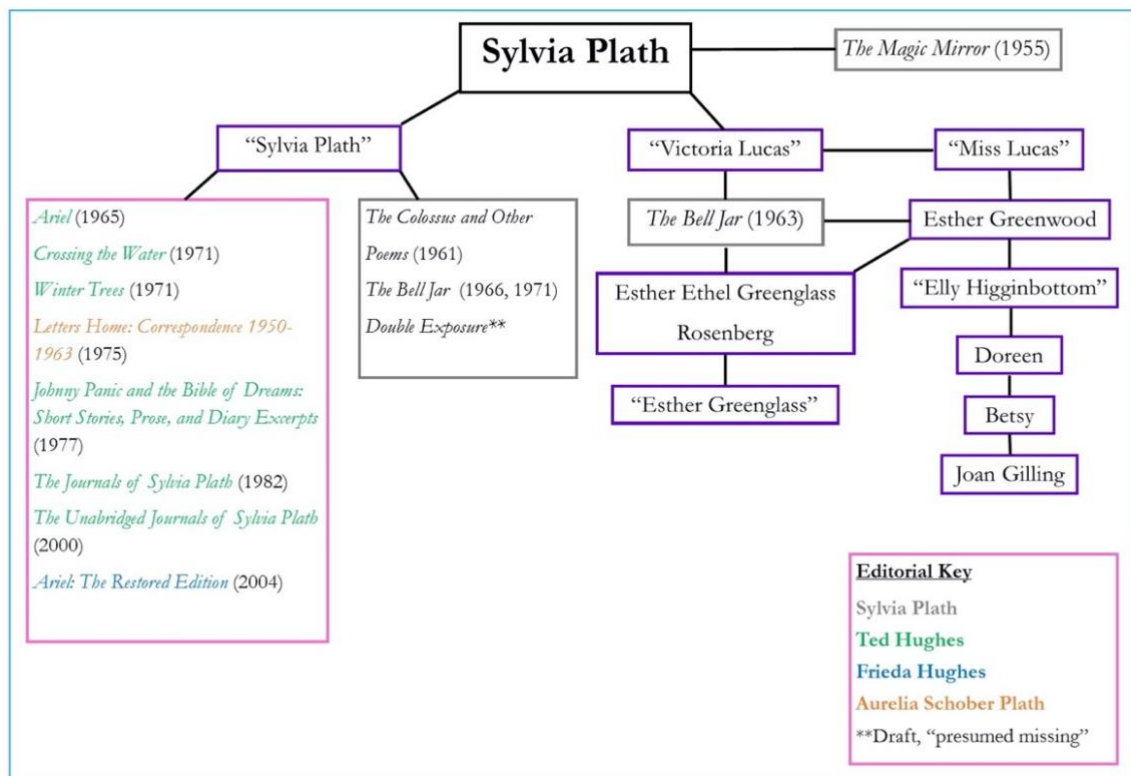 Sylvia Plath
The Magic Mirror (1955)
“Sylvia Plath”
“Victoria Lucas”
“Miss Lucas”
Ariel (1965)
Crossing the Water (1971)
Winter Trees (1971)
Letters Home: Correspondence 1950-
1963 (1975)
Johnny Panic and the Bible of Dreams:
Short Stories, Prose, and Diary Excerpts
(1977)
The Journals of Sylvia Plath (1982)
The Unabridged Journals of Sylvia Plath
(2000)
Ariel: The Restored Edition (2004)
The Colossus and Other
Poems (1961)
The Bell Jar (1966, 1971)
Double Exposure**
The Bell Jar (1963)
Esther Greenwood
Esther Ethel Greenglass
Rosenberg
“Esther Greenglass”
“Elly Higginbottom”
Doreen
Betsy
Joan Gilling
Editorial Key
Sylvia Plath
Ted Hughes
Frieda Hughes
Aurelia Schober Plath
**Draft, “presumed missing”